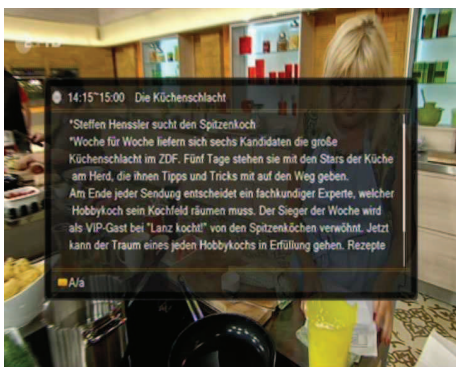 14:15~15:00 Die Küchenschlacht
*Steffen Henssler sucht den Spitzenkoch
*Woche für Woche liefern sich sechs Kandidaten die große
Küchenschlacht im ZDF. Fünf Tage stehen sie mit den Stars der Küche
am Herd, die ihnen Tipps und Tricks mit auf den Weg geben.
Am Ende jeder Sendung entscheidet ein fachkundiger Experte, welcher
Hobbykoch sein Kochfeld räumen muss. Der Sieger der Woche wird
als VIP-Gast bei "Lanz kocht!" von den Spitzenköchen verwöhnt. Jetzt
kann der Traum eines jeden Hobbykochs in Erfüllung gehen. Rezepte
A/a